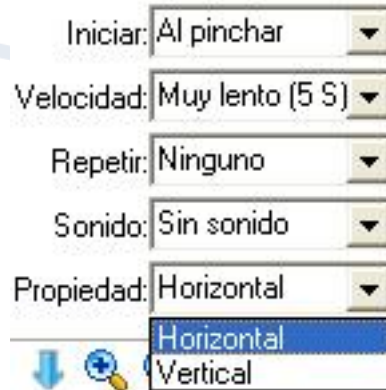 Iniciar: Al pinchar
Velocidad: Muy lento (5 S)
Repetir: Ninguno
Sonido: Sin sonido
Propiedad: Horizontal
Horizontal
Vertical